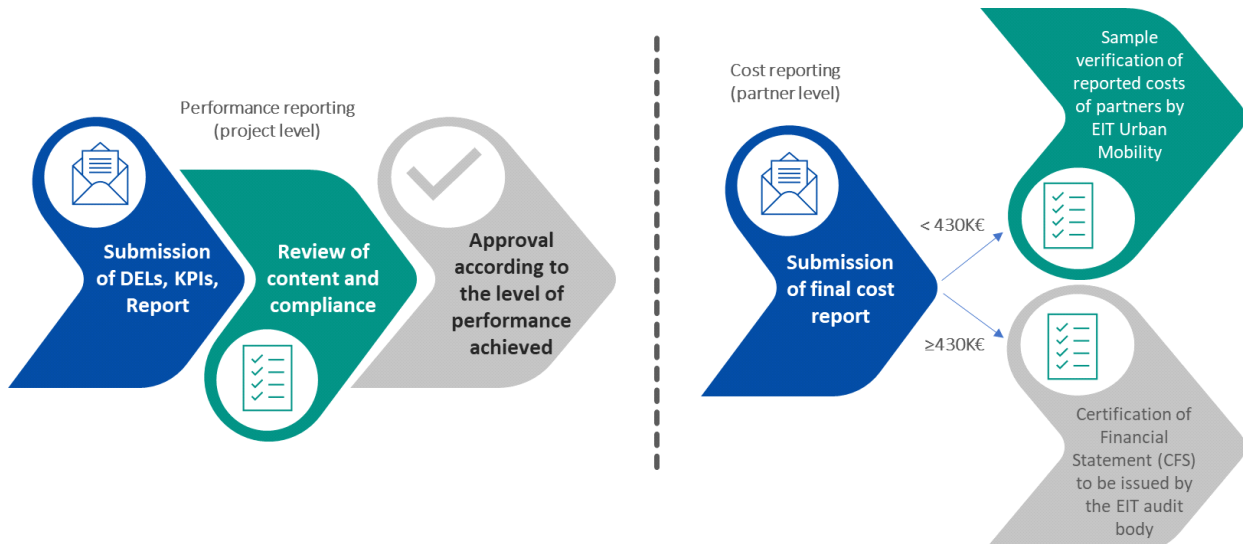 Performance reporting
(project level)
Submission
of DELs, KPIs,
Report
Review of
content and
compliance
Approval
according to
the level of
performance
achieved
Cost reporting
(partner level)
Submission
of final cost
report
< 430K€
≥430K€
Sample
verification of
reported costs
of partners by
EIT Urban
Mobility
Certification of
Financial
Statement (CFS)
to be issued by
the EIT audit
body